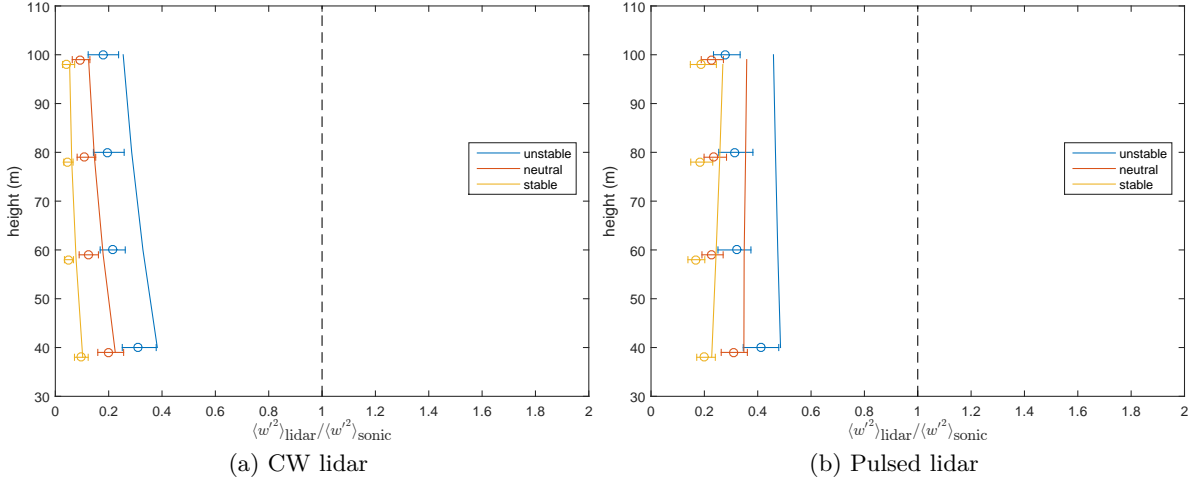 110
100
90
80
70
60
50
40
30
height (m)
0 0.2 0.4 0.6 0.8 1 1.2 1.4 1.6 1.8 2
⟨w′²⟩lidar/⟨w′²⟩sonic
unstable
neutral
stable
(a) CW lidar
110
100
90
80
70
60
50
40
30
height (m)
0 0.2 0.4 0.6 0.8 1 1.2 1.4 1.6 1.8 2
⟨w′²⟩lidar/⟨w′²⟩sonic
unstable
neutral
stable
(b) Pulsed lidar